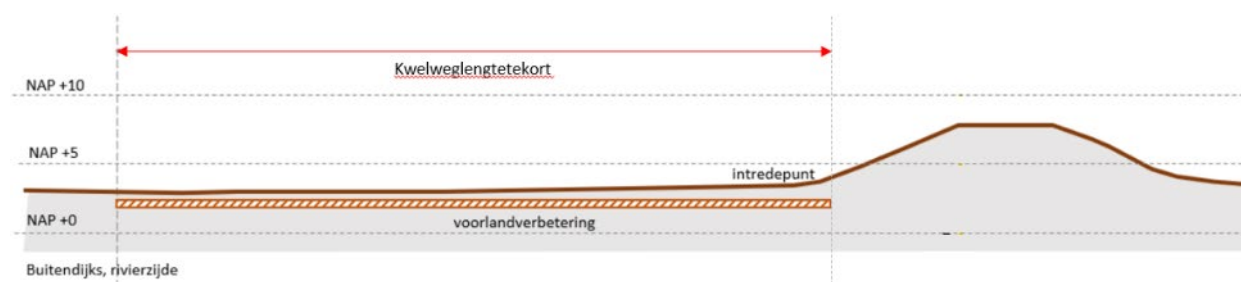 Kwelweglengtetekort
NAP +10
NAP +5
intredepunt
NAP +0
voorlandverbetering
Buitendijks, rivierzijde